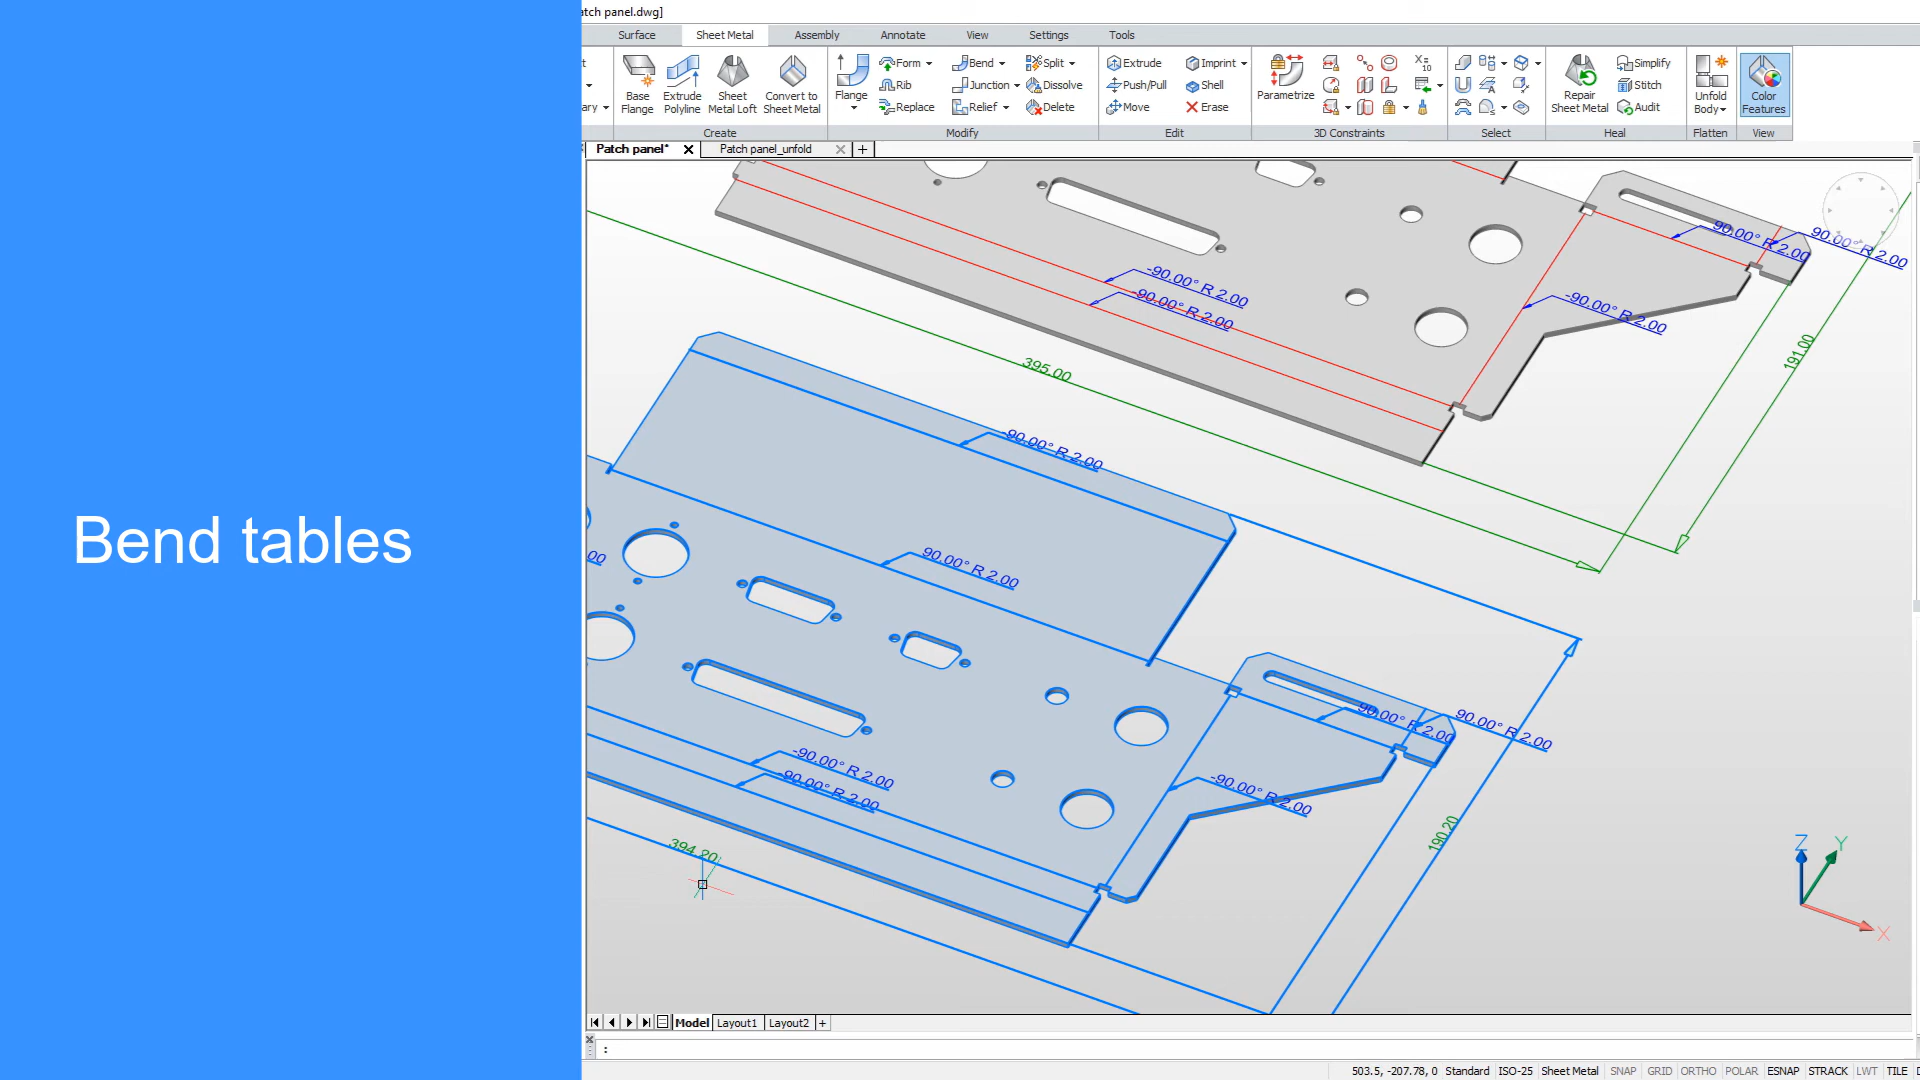 Bend tables
atch panel.dwg]
Surface Sheet Metal Assembly Annotate View Settings Tools
Base Flange
Extrude Polyline
Sheet Metal Loft
Convert to Sheet Metal
Create
Flange
Form Bend Split
Rib Junction Dissolve
Replace Relief Delete
Modify
Extrude Imprint
Push/Pull Shell
Move Erase
Edit
Parametrize
3D Constraints
Select
Repair Sheet Metal
Simplify
Stitch
Audit
Heal
Unfold Body
Flatten
Color Features
View
Patch panel* Patch panel_unfold +
90.00° R 2.00
90.00° R 2.00
-90.00° R 2.00
-90.00° R 2.00
-90.00° R 2.00
191.00
395.00
-90.00° R 2.00
90.00° R 2.00
00
90.00° R 2.00
90.00° R 2.00
-90.00° R 2.00
-90.00° R 2.00
-90.00° R 2.00
190.20
394.20
Z Y
X
Model Layout1 Layout2 +
:
503.5, -207.78, 0 Standard ISO-25 Sheet Metal SNAP GRID ORTHO POLAR ESNAP STRACK LWT TILE